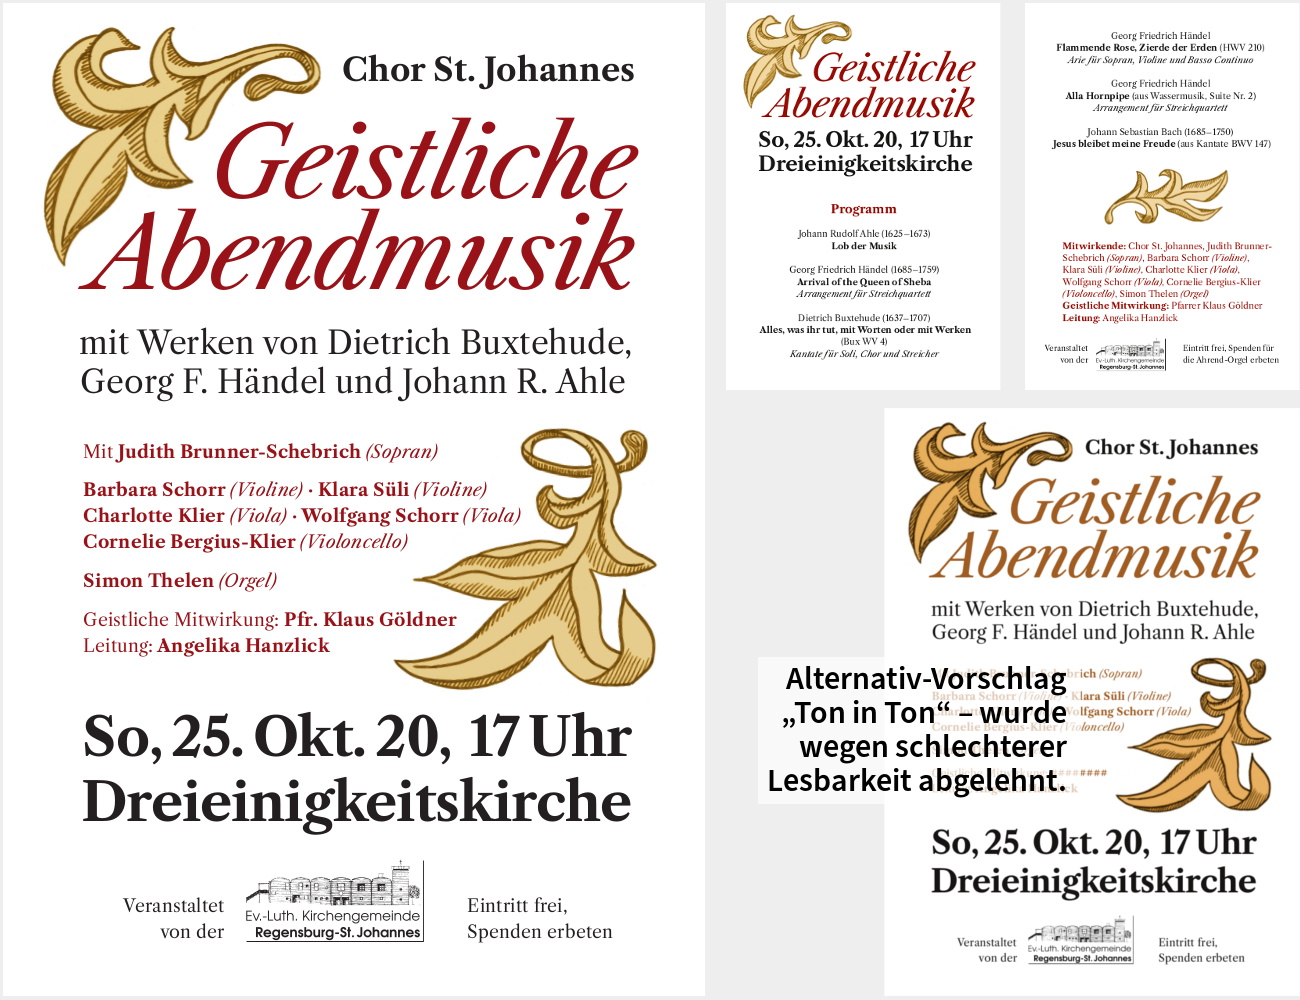 Chor St. Johannes
Geistliche
Abendmusik
mit Werken von Dietrich Buxtehude,
Georg F. Händel und Johann R. Ahle
Mit Judith Brunner-Schebrich (Sopran)
Barbara Schorr (Violine) · Klara Süli (Violine)
Charlotte Klier (Viola) · Wolfgang Schorr (Viola)
Cornelie Bergius-Klier (Violoncello)
Simon Thelen (Orgel)
Geistliche Mitwirkung: Pfr. Klaus Göldner
Leitung: Angelika Hanzlick
So, 25. Okt. 20, 17 Uhr
Dreieinigkeitskirche
Veranstaltet
von der
Ev.-Luth. Kirchengemeinde
Regensburg-St. Johannes
Eintritt frei,
Spenden erbeten
Geistliche
Abendmusik
So, 25. Okt. 20, 17 Uhr
Dreieinigkeitskirche
Programm
Johann Rudolf Ahle (1625–1673)
Lob der Musik
Georg Friedrich Händel (1685–1759)
Arrival of the Queen of Sheba
Arrangement für Streichquartett
Dietrich Buxtehude (1637–1707)
Alles, was ihr tut, mit Worten oder mit Werken
(Bux WV 4)
Kantate für Soli, Chor und Streicher
Georg Friedrich Händel
Flammende Rose, Zierde der Erden (HWV 210)
Arie für Sopran, Violine und Basso Continuo
Georg Friedrich Händel
Alla Hornpipe (aus Wassermusik, Suite Nr. 2)
Arrangement für Streichquartett
Johann Sebastian Bach (1685–1750)
Jesus bleibet meine Freude (aus Kantate BWV 147)
Mitwirkende: Chor St. Johannes, Judith Brunner-
Schebrich (Sopran), Barbara Schorr (Violine),
Klara Süli (Violine), Charlotte Klier (Viola),
Wolfgang Schorr (Viola), Cornelie Bergius-Klier
(Violoncello), Simon Thelen (Orgel)
Geistliche Mitwirkung: Pfarrer Klaus Göldner
Leitung: Angelika Hanzlick
Veranstaltet
von der
Ev.-Luth. Kirchengemeinde
Regensburg-St. Johannes
Eintritt frei, Spenden für
die Ahrend-Orgel erbeten
Chor St. Johannes
Geistliche
Abendmusik
mit Werken von Dietrich Buxtehude,
Georg F. Händel und Johann R. Ahle
(Sopran)
Barbara Schorr (Violine) · Klara Süli (Violine)
Wolfgang Schorr (Viola)
Cornelie Bergius-Klier (Violoncello)
Alternativ-Vorschlag
„Ton in Ton“ – wurde
wegen schlechterer
Lesbarkeit abgelehnt.
So, 25. Okt. 20, 17 Uhr
Dreieinigkeitskirche
Veranstaltet
von der
Ev.-Luth. Kirchengemeinde
Regensburg-St. Johannes
Eintritt frei,
Spenden erbeten